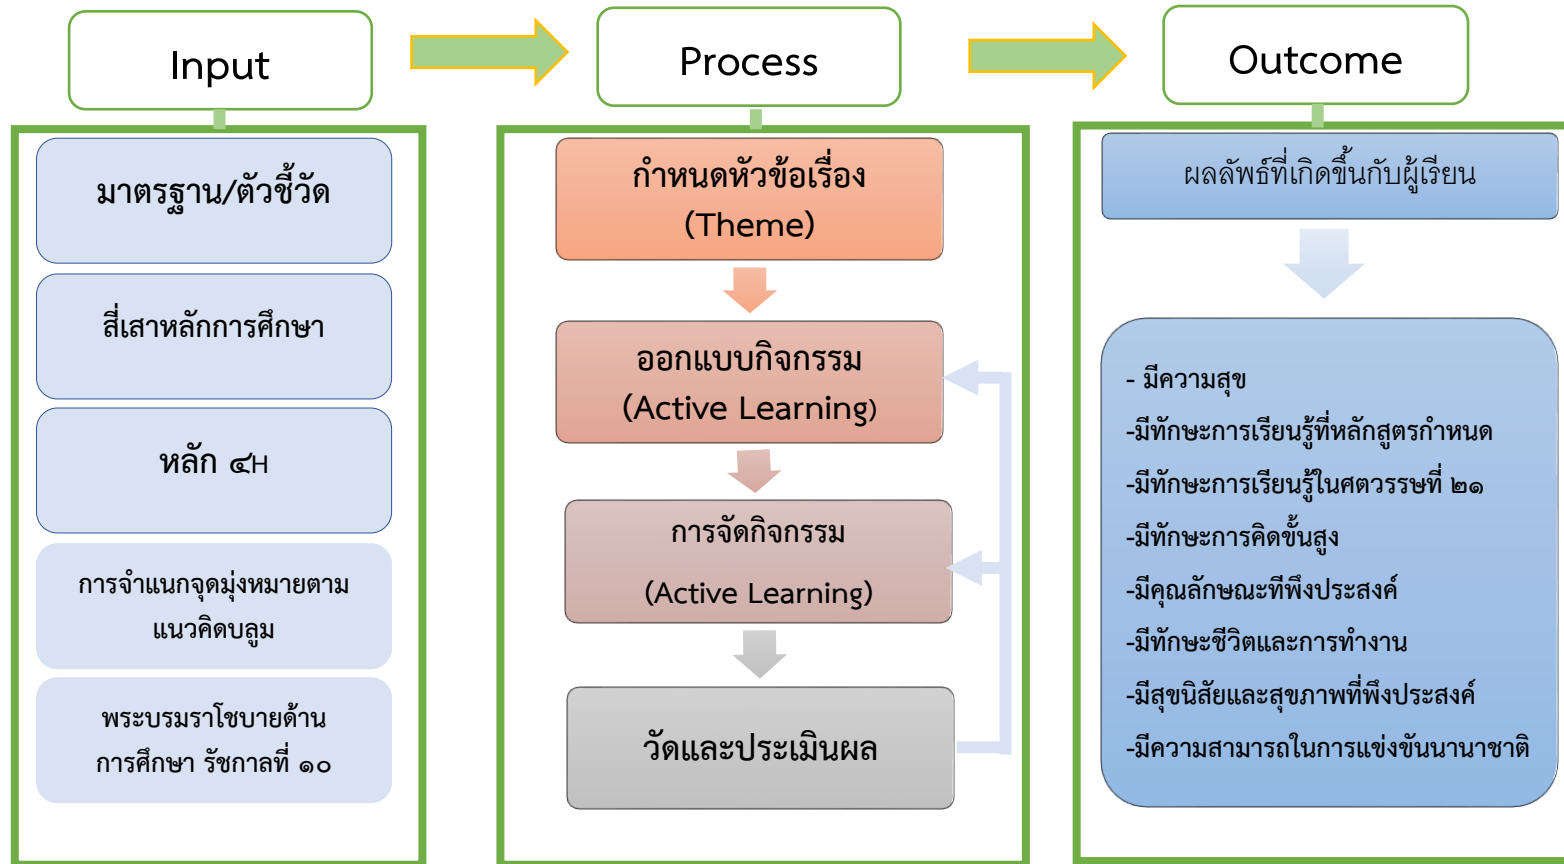 Input
มาตรฐาน/ตัวชี้วัด
สี่เสาหลักการศึกษา
หลัก ๔H
การจำแนกจุดมุ่งหมายตาม
แนวคิดบลูม
พระบรมราโชบายด้าน
การศึกษา รัชกาลที่ ๑๐
Process
กำหนดหัวข้อเรื่อง
(Theme)
ออกแบบกิจกรรม
(Active Learning)
การจัดกิจกรรม
(Active Learning)
วัดและประเมินผล
Outcome
ผลลัพธ์ที่เกิดขึ้นกับผู้เรียน
- มีความสุข
-มีทักษะการเรียนรู้ที่หลักสูตรกำหนด
-มีทักษะการเรียนรู้ในศตวรรษที่ ๒๑
-มีทักษะการคิดขั้นสูง
-มีคุณลักษณะทีพึงประสงค์
-มีทักษะชีวิตและการทำงาน
-มีสุขนิสัยและสุขภาพที่พึงประสงค์
-มีความสามารถในการแข่งขันนานาชาติ